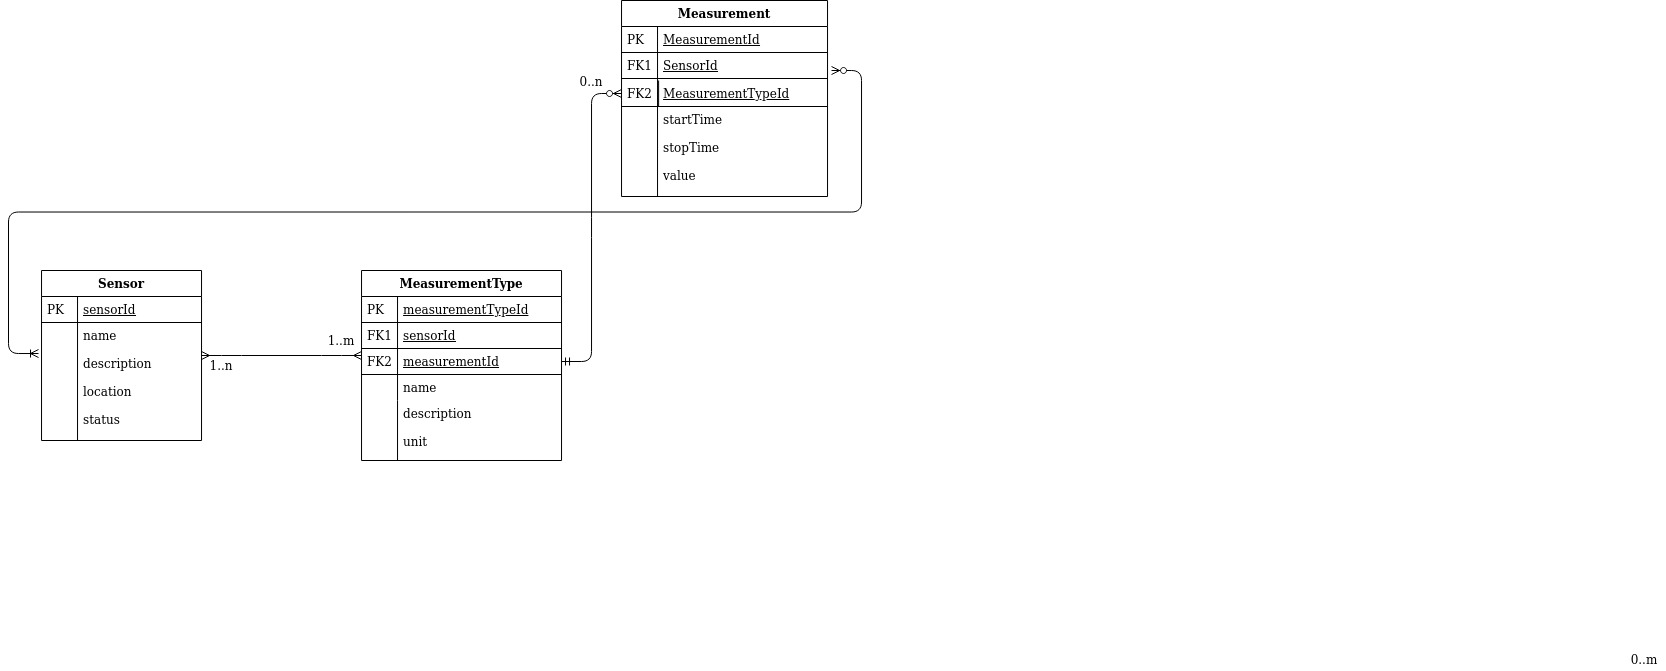 Measurement
PK MeasurementId
FK1 SensorId
0..n
FK2 MeasurementTypeId
startTime
stopTime
value
Sensor
PK sensorId
name
description
location
status
1..n
1..m
MeasurementType
PK measurementTypeId
FK1 sensorId
FK2 measurementId
name
description
unit
0..m